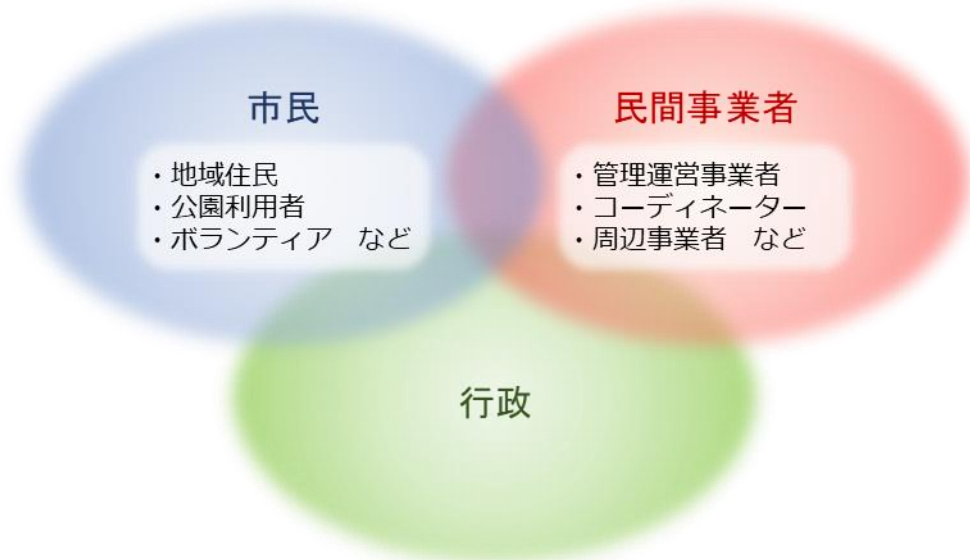 市民
・地域住民
・公園利用者
・ボランティア　など
民間事業者
・管理運営事業者
・コーディネーター
・周辺事業者　など
行政